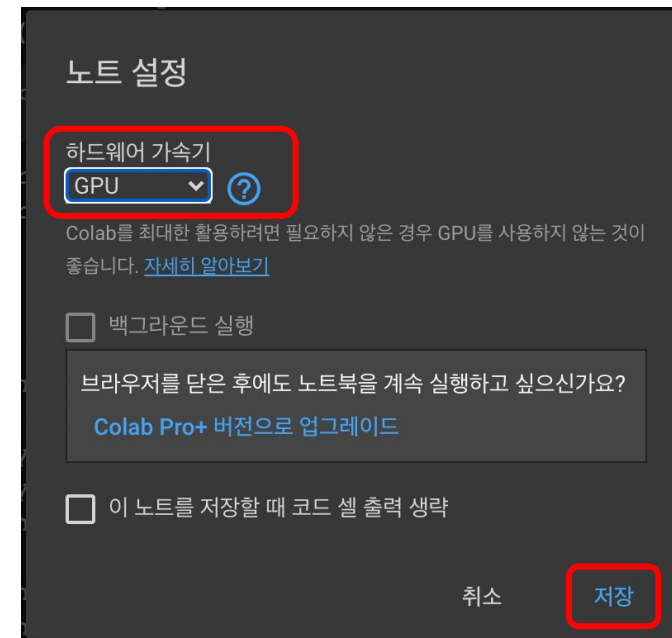 노트 설정
하드웨어 가속기
GPU
Colab를 최대한 활용하려면 필요하지 않은 경우 GPU를 사용하지 않는 것이
좋습니다. 자세히 알아보기
백그라운드 실행
브라우저를 닫은 후에도 노트북을 계속 실행하고 싶으신가요?
Colab Pro+ 버전으로 업그레이드
이 노트를 저장할 때 코드 셀 출력 생략
취소 저장